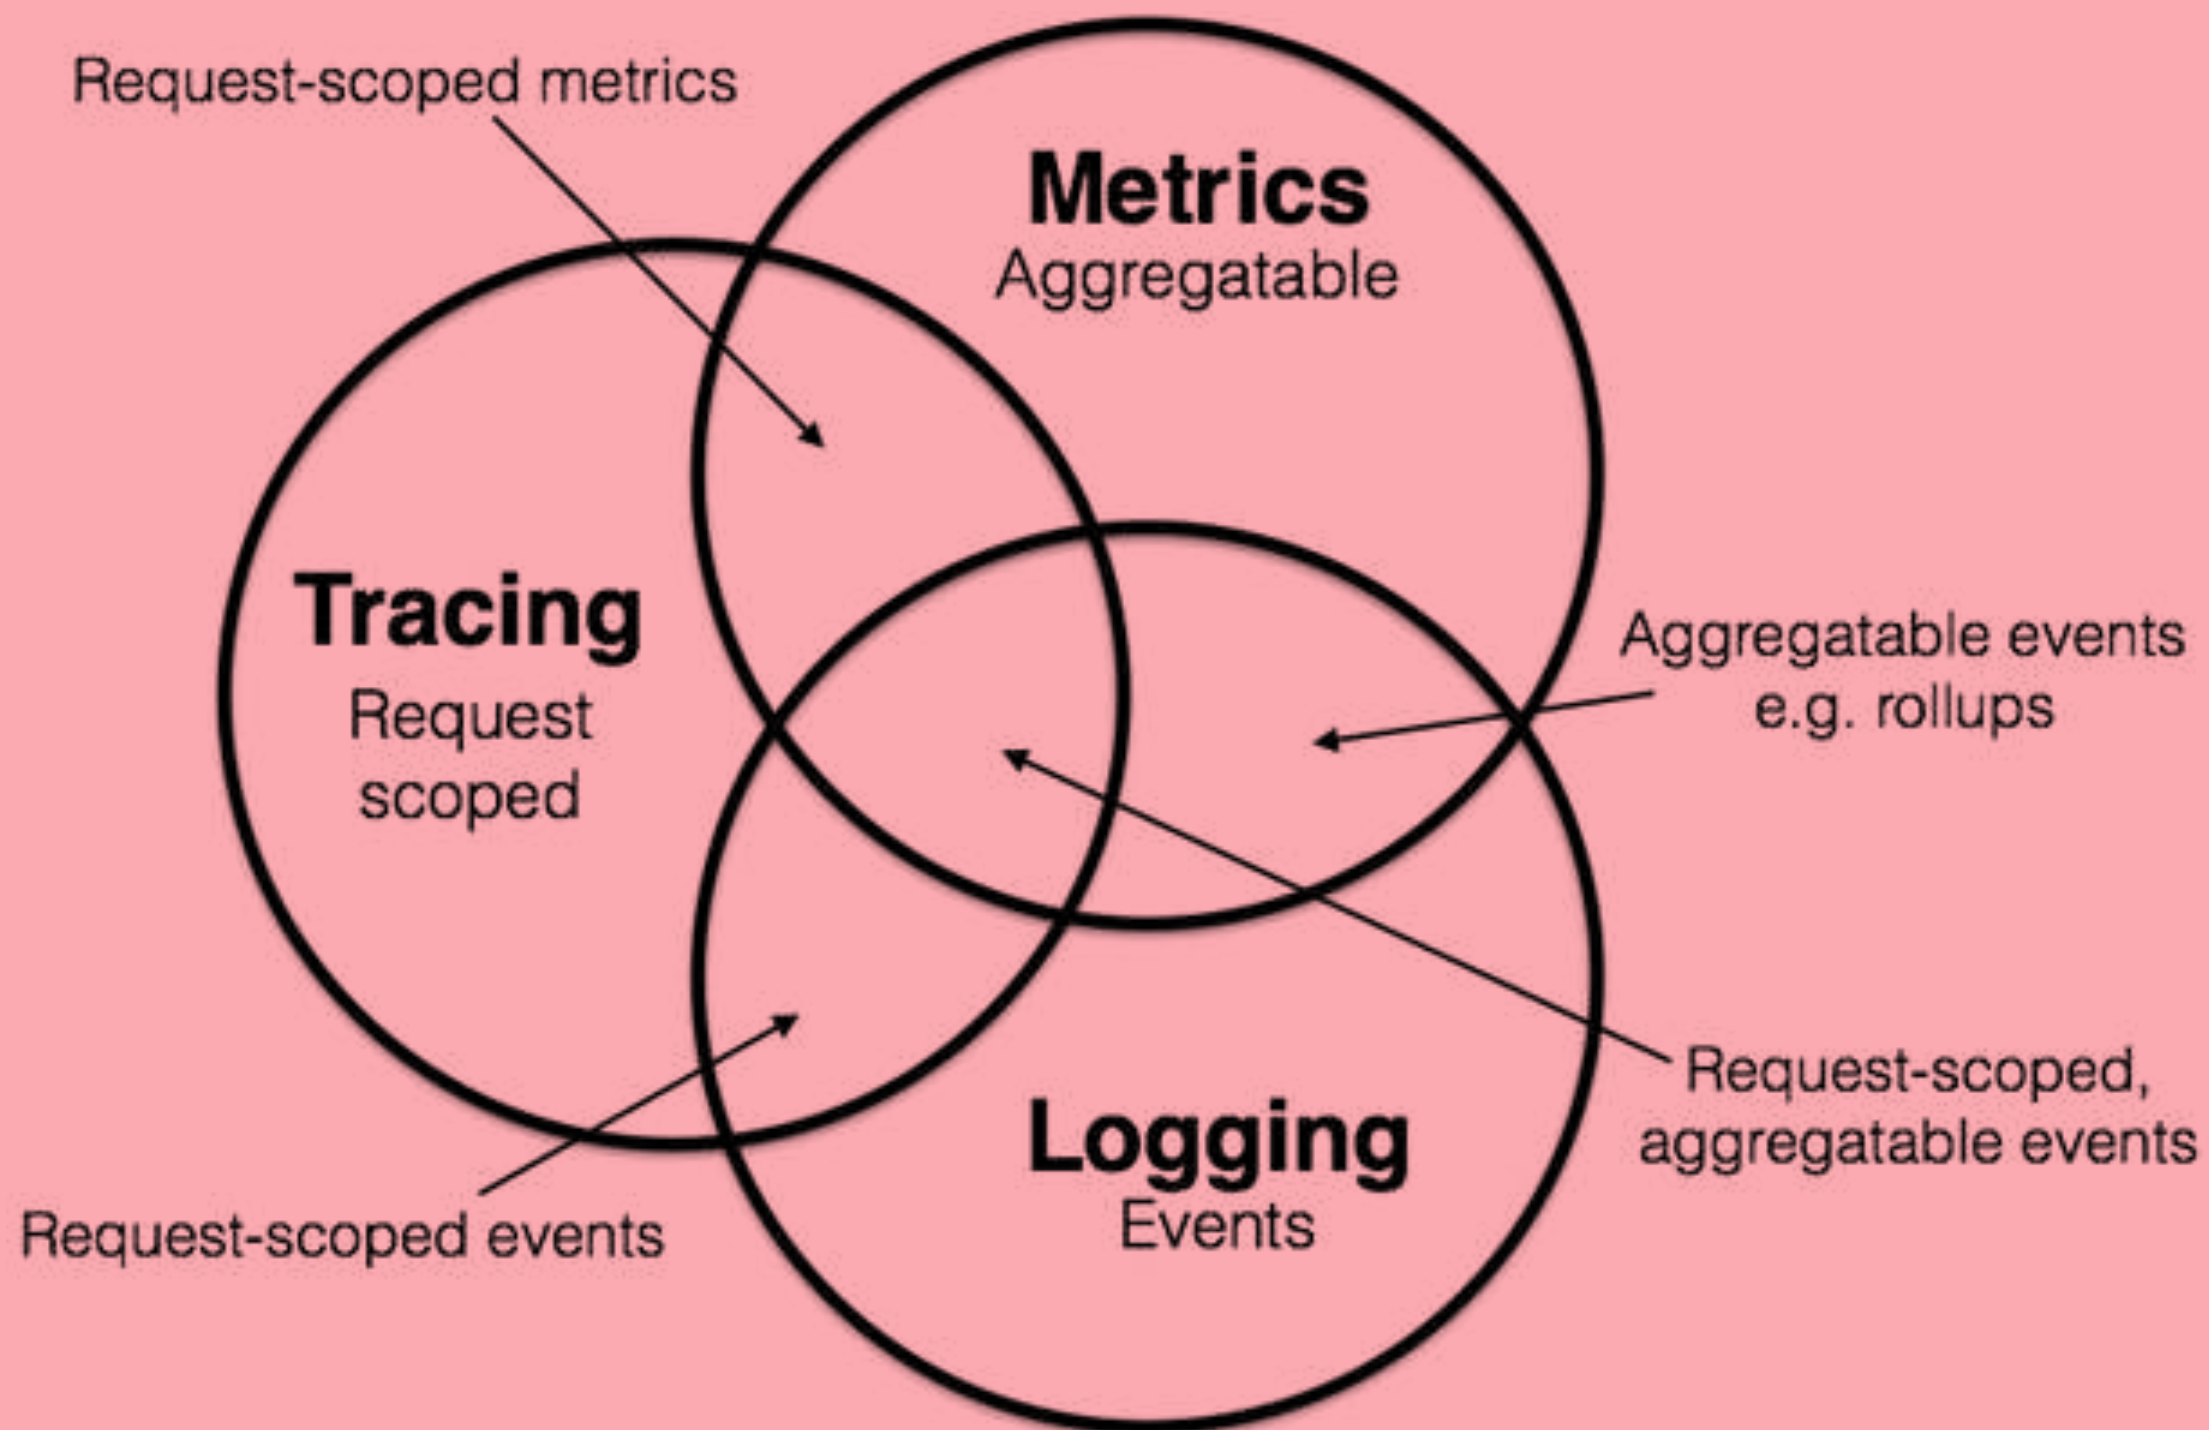 Request-scoped metrics
Metrics
Aggregatable
Tracing
Request
scoped
Aggregatable events
e.g. rollups
Request-scoped,
aggregatable events
Logging
Events
Request-scoped events